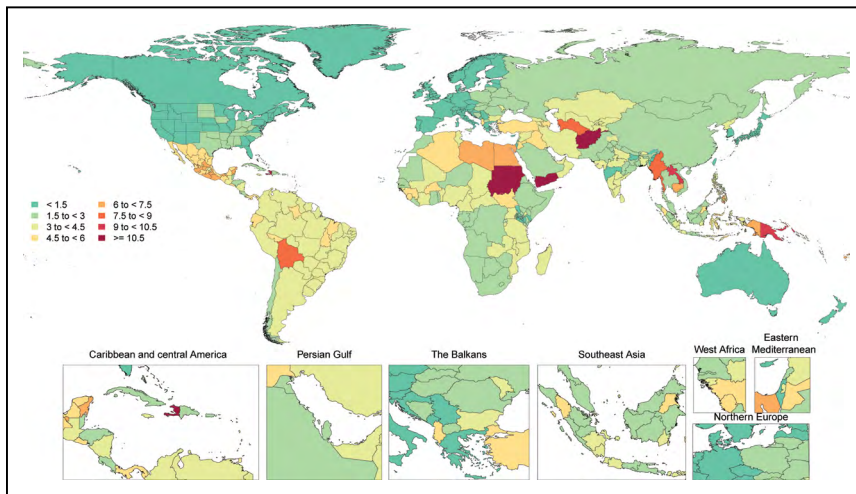 < 1.5
1.5 to < 3
3 to < 4.5
4.5 to < 6
6 to < 7.5
7.5 to < 9
9 to < 10.5
>= 10.5
Caribbean and central America
Persian Gulf
The Balkans
Southeast Asia
West Africa
Eastern
Mediterranean
Northern Europe